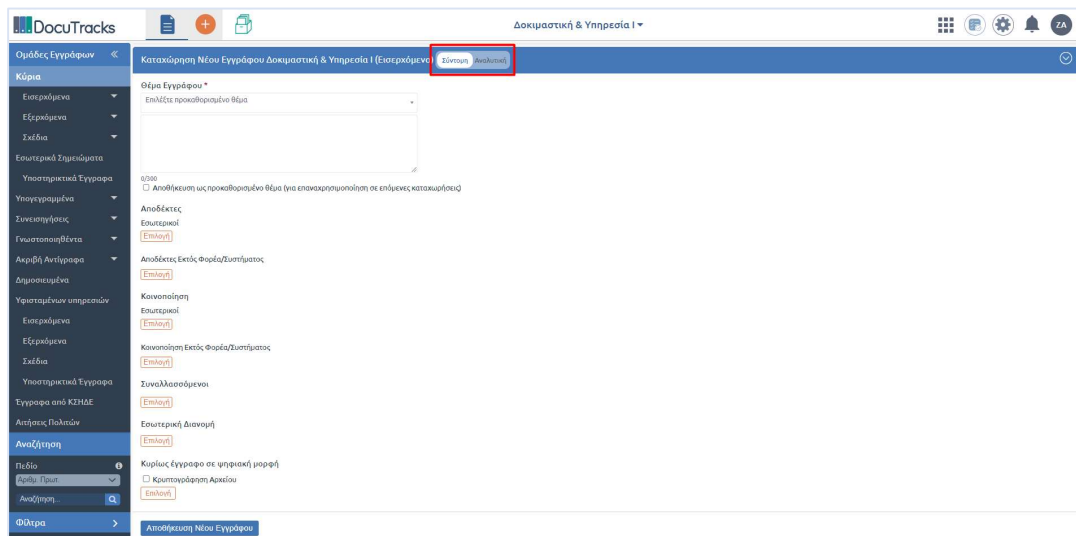 DocuTracks
Δοκιμαστική & Υπηρεσία Ι
ZA
Ομάδες Εγγράφων
Κύρια
Εισερχόμενα
Εξερχόμενα
Σχέδια
Εσωτερικά Σημειώματα
Υποστηρικτικά Έγγραφα
Υπογεγραμμένα
Συνεισηγήσεις
Γνωστοποιηθέντα
Ακριβή Αντίγραφα
Δημοσιευμένα
Υφισταμένων υπηρεσιών
Εισερχόμενα
Εξερχόμενα
Σχέδια
Υποστηρικτικά Έγγραφα
Έγγραφα από ΚΣΗΔΕ
Αιτήσεις Πολιτών
Αναζήτηση
Πεδίο
Αριθμ. Πρωτ.
Αναζήτηση...
Φίλτρα
Καταχώρηση Νέου Εγγράφου Δοκιμαστική & Υπηρεσία Ι (Εισερχόμενο) Σύντομη Αναλυτική
Θέμα Εγγράφου *
Επιλέξτε προκαθορισμένο θέμα
0/300
Αποθήκευση ως προκαθορισμένο θέμα (για επαναχρησιμοποίηση σε επόμενες καταχωρήσεις)
Αποδέκτες
Εσωτερικοί
Επιλογή
Αποδέκτες Εκτός Φορέα/Συστήματος
Επιλογή
Κοινοποίηση
Εσωτερικοί
Επιλογή
Κοινοποίηση Εκτός Φορέα/Συστήματος
Επιλογή
Συναλλασσόμενοι
Επιλογή
Εσωτερική Διανομή
Επιλογή
Κυρίως έγγραφο σε ψηφιακή μορφή
Κρυπτογράφηση Αρχείου
Επιλογή
Αποθήκευση Νέου Εγγράφου